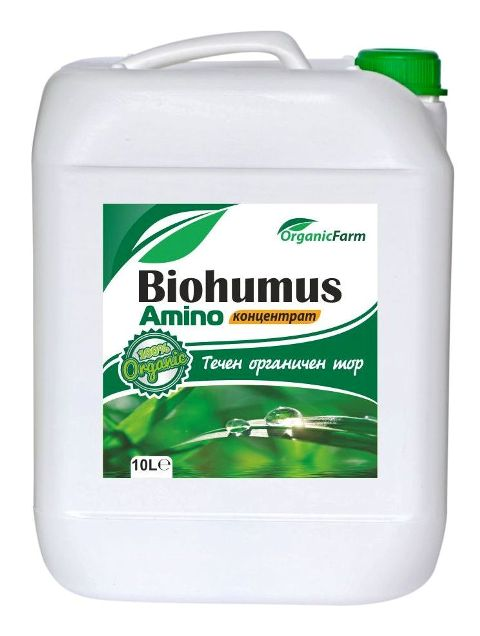 OrganicFarm
Biohumus
Amino концентрат
100%
Organic
Течен органичен тор
10L℮